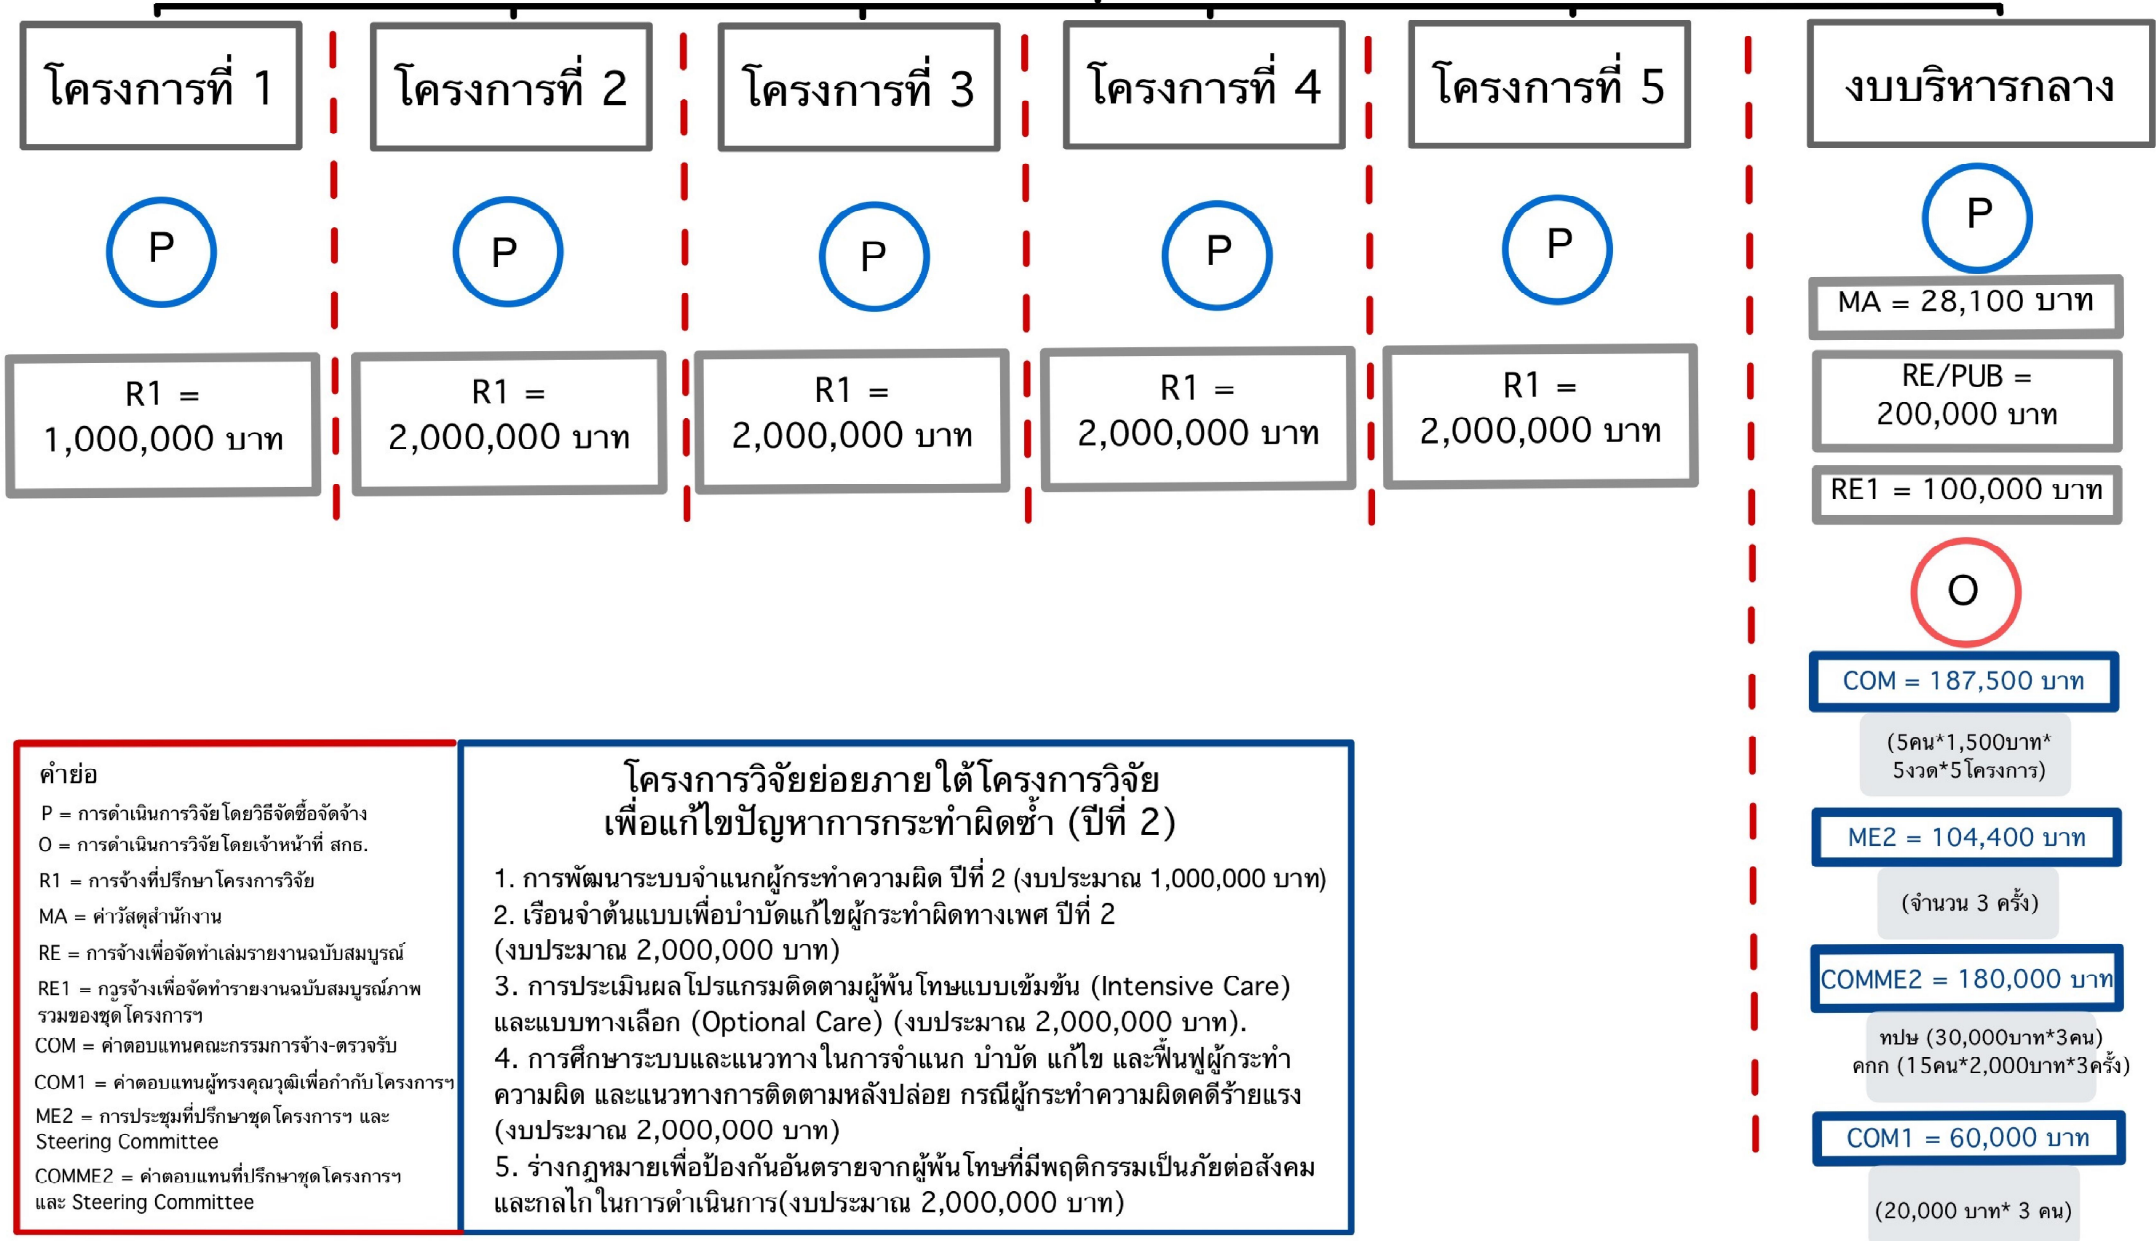 โครงการที่ 1
โครงการที่ 2
โครงการที่ 3
โครงการที่ 4
โครงการที่ 5
งบบริหารกลาง
P
P
P
P
P
P
R1 =
1,000,000 บาท
R1 =
2,000,000 บาท
R1 =
2,000,000 บาท
R1 =
2,000,000 บาท
R1 =
2,000,000 บาท
MA = 28,100 บาท
RE/PUB =
200,000 บาท
RE1 = 100,000 บาท
O
COM = 187,500 บาท
(5คน*1,500บาท*
5งวด*5โครงการ)
ME2 = 104,400 บาท
(จำนวน 3 ครั้ง)
COMME2 = 180,000 บาท
ทปษ (30,000บาท*3คน)
คกก (15คน*2,000บาท*3ครั้ง)
COM1 = 60,000 บาท
(20,000 บาท* 3 คน)
คำย่อ
P = การดำเนินการวิจัยโดยวิธีจัดซื้อจัดจ้าง
O = การดำเนินการวิจัยโดยเจ้าหน้าที่ สกธ.
R1 = การจ้างที่ปรึกษาโครงการวิจัย
MA = ค่าวัสดุสำนักงาน
RE = การจ้างเพื่อจัดทำเล่มรายงานฉบับสมบูรณ์
RE1 = การจ้างเพื่อจัดทำรายงานฉบับสมบูรณ์ภาพ
รวมของชุดโครงการฯ
COM = ค่าตอบแทนคณะกรรมการจ้าง-ตรวจรับ
COM1 = ค่าตอบแทนผู้ทรงคุณวุฒิเพื่อกำกับโครงการฯ
ME2 = การประชุมที่ปรึกษาชุดโครงการฯ และ
Steering Committee
COMME2 = ค่าตอบแทนที่ปรึกษาชุดโครงการฯ
และ Steering Committee
โครงการวิจัยย่อยภายใต้โครงการวิจัย
เพื่อแก้ไขปัญหาการกระทำผิดซ้ำ (ปีที่ 2)
1. การพัฒนาระบบจำแนกผู้กระทำความผิด ปีที่ 2 (งบประมาณ 1,000,000 บาท)
2. เรือนจำต้นแบบเพื่อบำบัดแก้ไขผู้กระทำผิดทางเพศ ปีที่ 2
(งบประมาณ 2,000,000 บาท)
3. การประเมินผลโปรแกรมติดตามผู้พ้นโทษแบบเข้มข้น (Intensive Care)
และแบบทางเลือก (Optional Care) (งบประมาณ 2,000,000 บาท).
4. การศึกษาระบบและแนวทางในการจำแนก บำบัด แก้ไข และฟื้นฟูผู้กระทำ
ความผิด และแนวทางการติดตามหลังปล่อย กรณีผู้กระทำความผิดคดีร้ายแรง
(งบประมาณ 2,000,000 บาท)
5. ร่างกฎหมายเพื่อป้องกันอันตรายจากผู้พ้นโทษที่มีพฤติกรรมเป็นภัยต่อสังคม
และกลไกในการดำเนินการ(งบประมาณ 2,000,000 บาท)